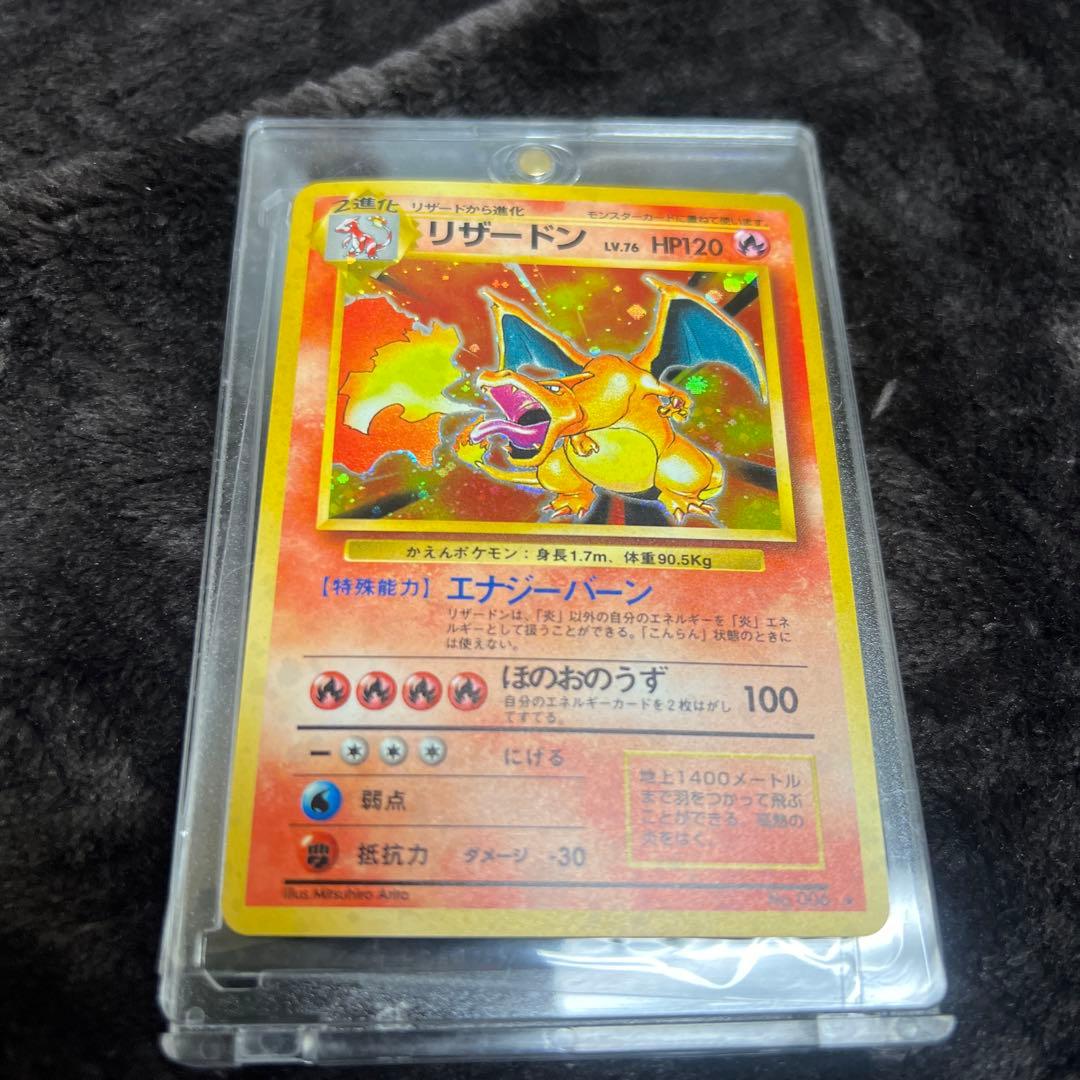 2進化 リザードから進化 モンスターカードに重ねて使います。
リザードン LV.76 HP120
かえんポケモン：身長1.7m、体重90.5Kg
【特殊能力】エナジーバーン
リザードンは、「炎」以外の自分のエネルギーを「炎」エネ
ルギーとして扱うことができる。「こんらん」状態のときに
は使えない。
ほのおのうず 100
自分のエネルギーカードを2枚はがし
てすてる。
にげる
弱点
抵抗力 ダメージ -30
地上1400メートル
まで羽をつかって飛ぶ
ことができる。高熱の
炎をはく。
Illus. Mitsuhiro Arita No. 006